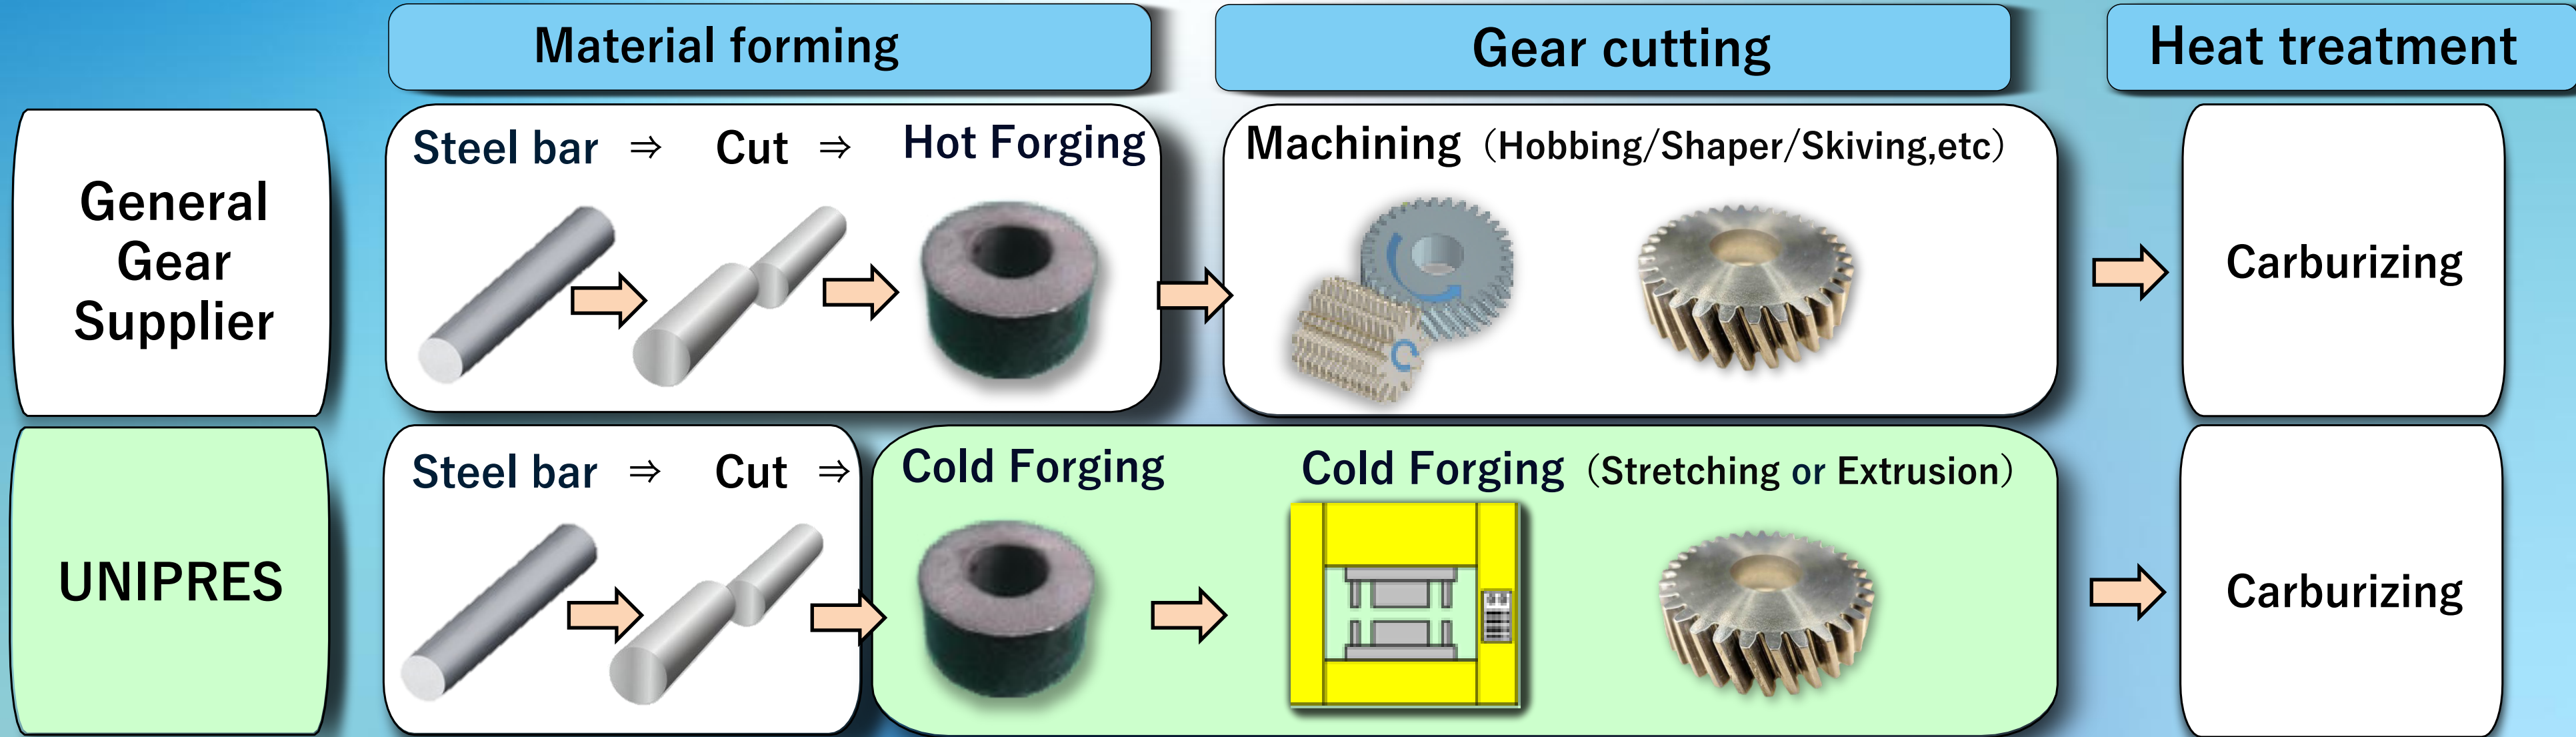 Material forming
Gear cutting
Heat treatment
General
Gear
Supplier
Steel bar ⇒ Cut ⇒ Hot Forging
Machining（Hobbing/Shaper/Skiving,etc）
Carburizing
UNIPRES
Steel bar ⇒ Cut ⇒ Cold Forging
Cold Forging（Stretching or Extrusion）
Carburizing